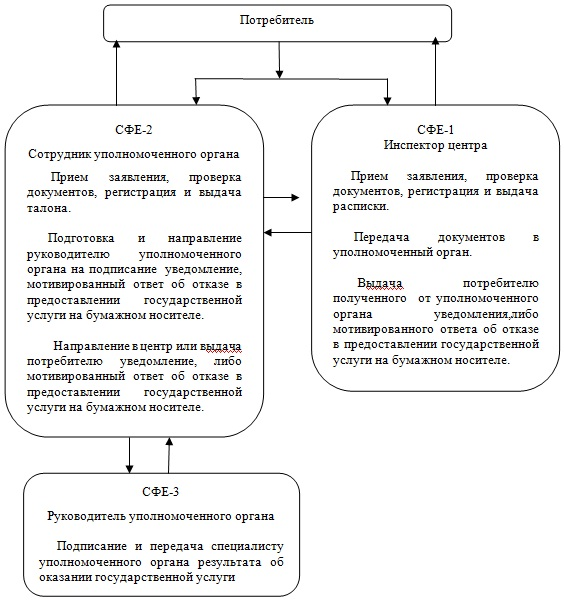 Потребитель
СФЕ-2
Сотрудник уполномоченного органа
Прием заявления, проверка
документов, регистрация и выдача
талона.
Подготовка и направление
руководителю уполномоченного
органа на подписание уведомление,
мотивированный ответ об отказе в
предоставлении государственной
услуги на бумажном носителе.
Направление в центр или выдача
потребителю уведомление, либо
мотивированный ответ об отказе в
предоставлении государственной
услуги на бумажном носителе.
СФЕ-1
Инспектор центра
Прием заявления, проверка
документов, регистрация и выдача
расписки.
Передача документов в
уполномоченный орган.
Выдача потребителю
полученного от уполномоченного
органа уведомления,либо
мотивированного ответа об отказе
в предоставлении государственной
услуги на бумажном носителе.
СФЕ-3
Руководитель уполномоченного органа
Подписание и передача специалисту
уполномоченного органа результата об
оказании государственной услуги